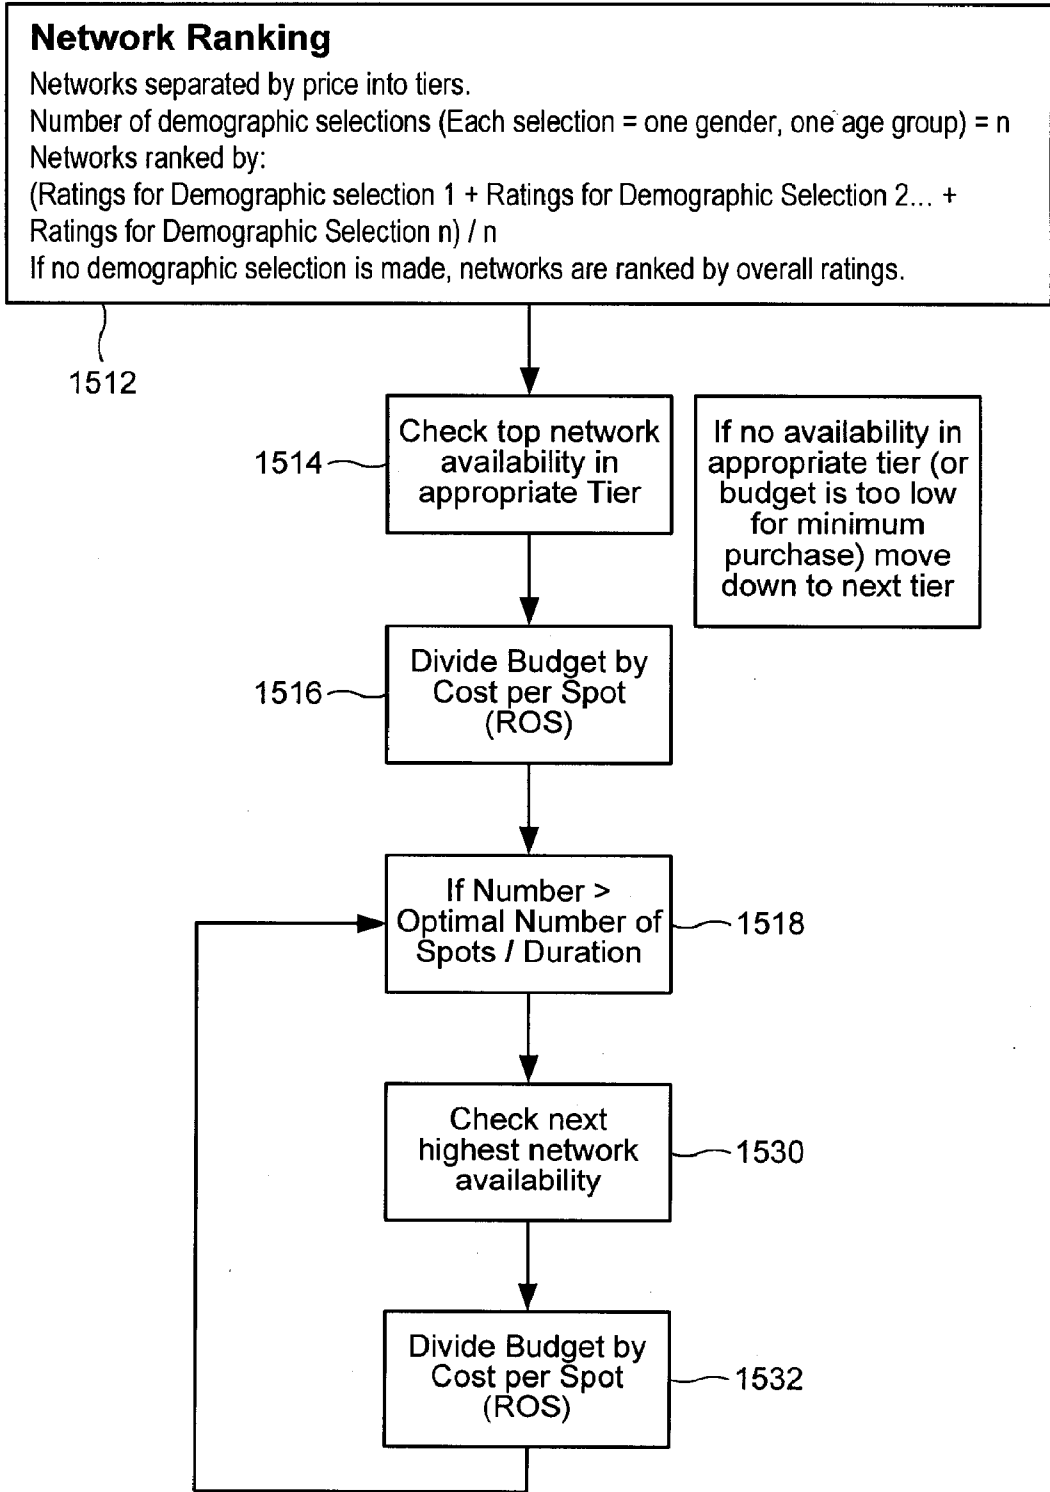 Network Ranking
Networks separated by price into tiers.
Number of demographic selections (Each selection = one gender, one age group) = n
Networks ranked by:
(Ratings for Demographic selection 1 + Ratings for Demographic Selection 2... +
Ratings for Demographic Selection n) / n
If no demographic selection is made, networks are ranked by overall ratings.
1512
Check top network
availability in
appropriate Tier
1514
If no availability in
appropriate tier (or
budget is too low
for minimum
purchase) move
down to next tier
Divide Budget by
Cost per Spot
(ROS)
1516
If Number >
Optimal Number of
Spots / Duration
1518
Check next
highest network
availability
1530
Divide Budget by
Cost per Spot
(ROS)
1532